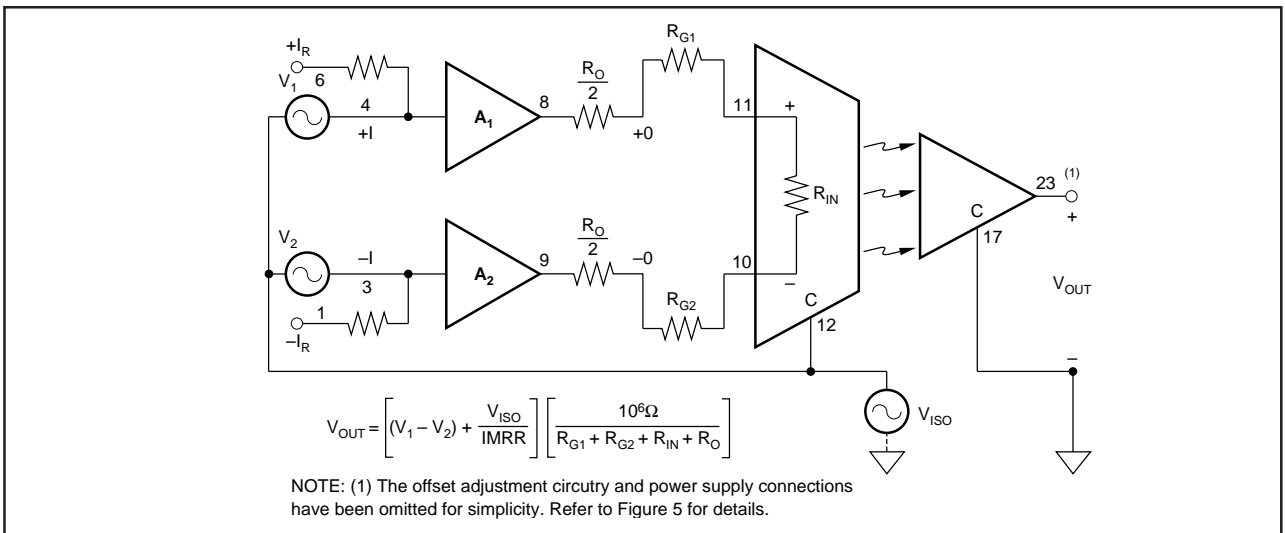 +I_R
6
V_1
4
+I
A_1
8
R_O
2
+0
R_G1
11
+
R_IN
23
(1)
+
C
17
V_OUT
–
V_2
–I
3
1
–I_R
A_2
9
R_O
2
–0
R_G2
10
–
C
12
V_ISO
V_OUT = [(V_1 – V_2) + V_ISO / IMRR] [10^6Ω / R_G1 + R_G2 + R_IN + R_O]
NOTE: (1) The offset adjustment circutry and power supply connections
have been omitted for simplicity. Refer to Figure 5 for details.